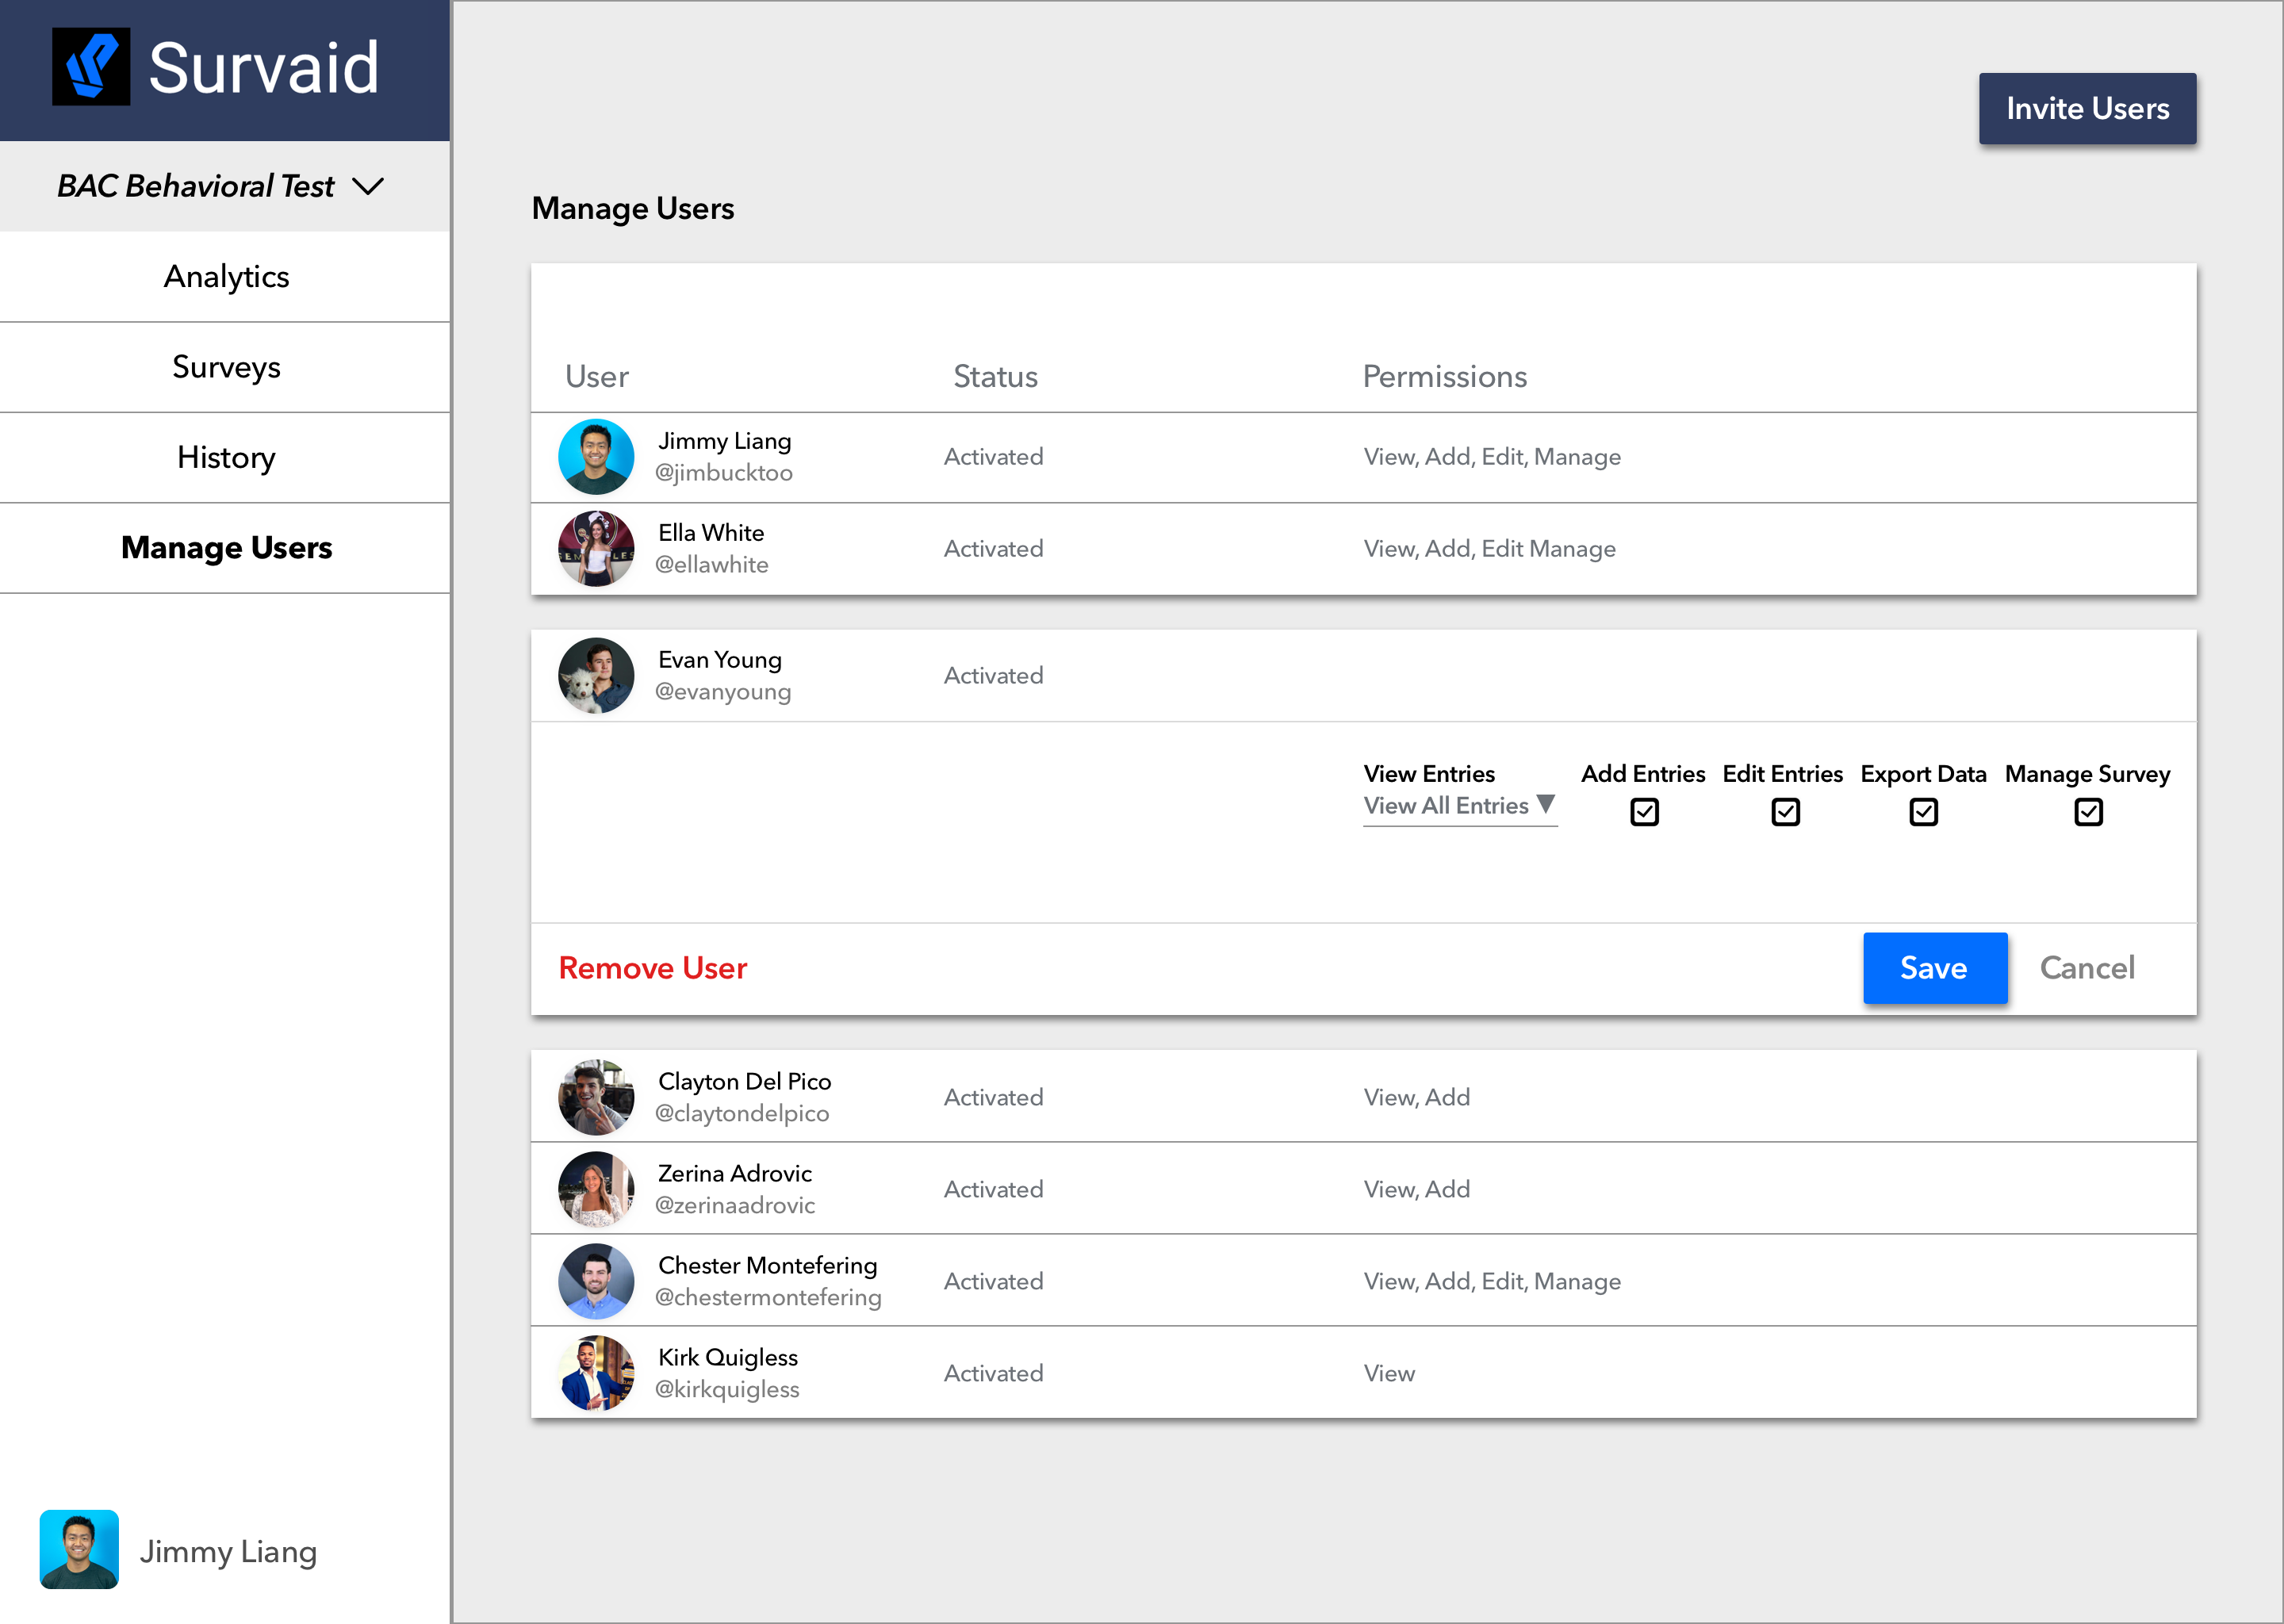 Survaid
BAC Behavioral Test
Analytics
Surveys
History
Manage Users
Jimmy Liang
Invite Users
Manage Users
User Status Permissions
Jimmy Liang
@jimbucktoo
Activated
View, Add, Edit, Manage
Ella White
@ellawhite
Activated
View, Add, Edit Manage
Evan Young
@evanyoung
Activated
View Entries Add Entries Edit Entries Export Data Manage Survey
View All Entries
Remove User Save Cancel
Clayton Del Pico
@claytondelpico
Activated
View, Add
Zerina Adrovic
@zerinaadrovic
Activated
View, Add
Chester Montefering
@chestermontefering
Activated
View, Add, Edit, Manage
Kirk Quigless
@kirkquigless
Activated
View